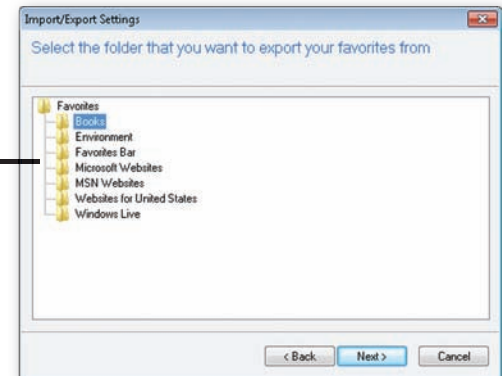 Import/Export Settings
Select the folder that you want to export your favorites from
Favorites
Books
Environment
Favorites Bar
Microsoft Websites
MSN Websites
Websites for United States
Windows Live
< Back
Next >
Cancel